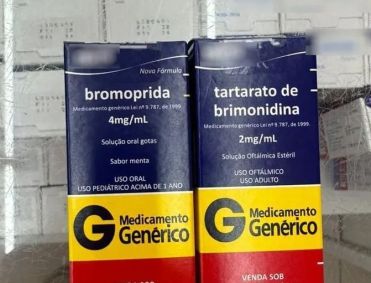 Nova Fórmula
bromoprida
Medicamento genérico Lei nº 9.787, de 1999
4mg/mL
Solução oral gotas
Sabor menta
USO ORAL
USO PEDIÁTRICO ACIMA DE 1 ANO
G Medicamento
Genérico
tartarato de
brimonidina
Medicamento genérico Lei nº 9.787, de 1999.
2mg/mL
Solução Oftálmica Estéril
USO OFTÁLMICO
USO ADULTO
G Medicamento
Genérico
VENDA SOB